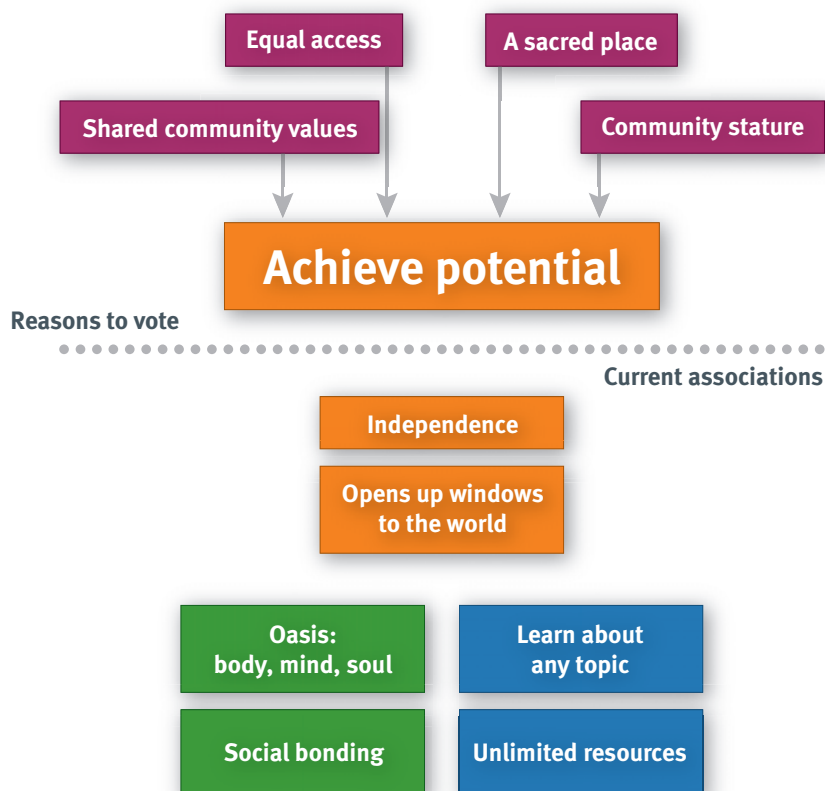 Equal access
A sacred place
Shared community values
Community stature
Achieve potential
Reasons to vote
Current associations
Independence
Opens up windows
to the world
Oasis:
body, mind, soul
Learn about
any topic
Social bonding
Unlimited resources